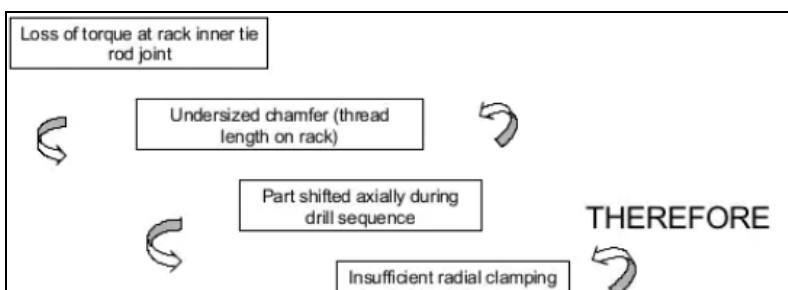 Loss of torque at rack inner tie
rod joint
Undersized chamfer (thread
length on rack)
Part shifted axially during
drill sequence
THEREFORE
Insufficient radial clamping